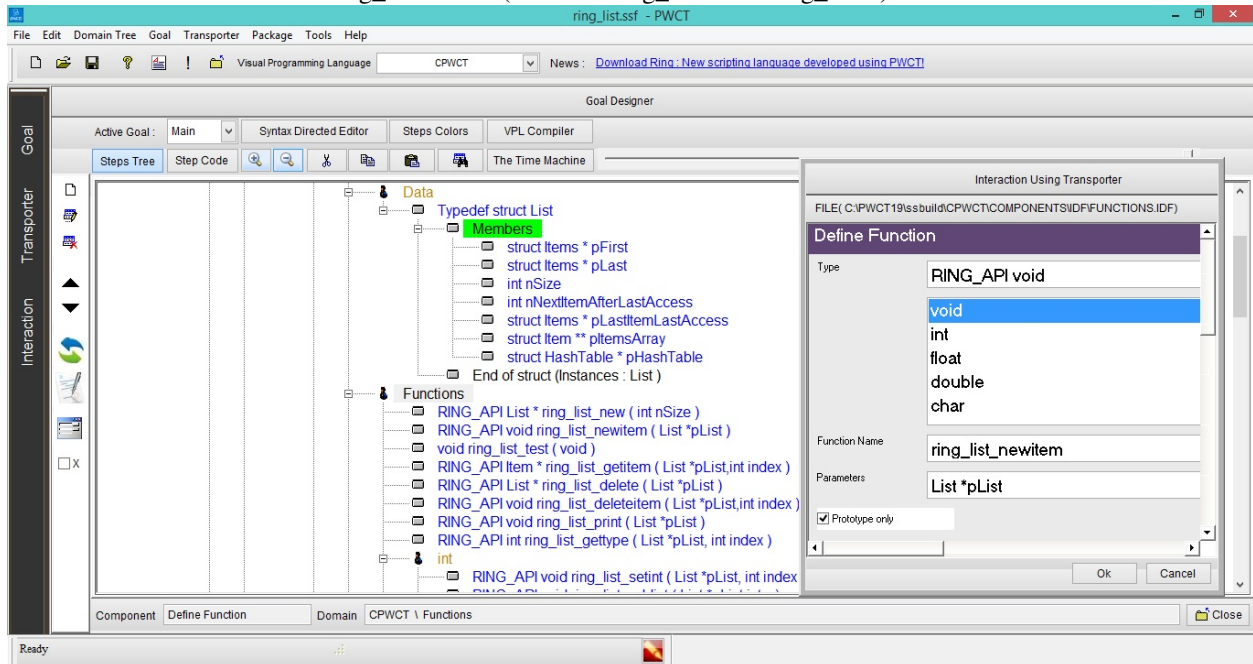 ring_list.ssf - PWCT
File Edit Domain Tree Goal Transporter Package Tools Help
Visual Programming Language CPWCT News : Download Ring : New scripting language developed using PWCT!
Goal Designer
Active Goal : Main Syntax Directed Editor Steps Colors VPL Compiler
Steps Tree Step Code The Time Machine
Goal
Transporter
Interaction
X
Data
Typedef struct List
Members
struct Items * pFirst
struct Items * pLast
int nSize
int nNextItemAfterLastAccess
struct Items * pLastItemLastAccess
struct Item ** pItemsArray
struct HashTable * pHashTable
End of struct (Instances : List )
Functions
RING_API List * ring_list_new ( int nSize )
RING_API void ring_list_newitem ( List *pList )
void ring_list_test ( void )
RING_API Item * ring_list_getitem ( List *pList,int index )
RING_API List * ring_list_delete ( List *pList )
RING_API void ring_list_deleteitem ( List *pList,int index )
RING_API void ring_list_print ( List *pList )
RING_API int ring_list_gettype ( List *pList, int index )
int
RING_API void ring_list_setint ( List *pList, int index
Interaction Using Transporter
FILE( C:\PWCT19\ssbuild\CPWCT\COMPONENTS\IDF\FUNCTIONS.IDF)
Define Function
Type RING_API void
void
int
float
double
char
Function Name ring_list_newitem
Parameters List *pList
Prototype only
Ok Cancel
Component Define Function Domain CPWCT \ Functions Close
Ready